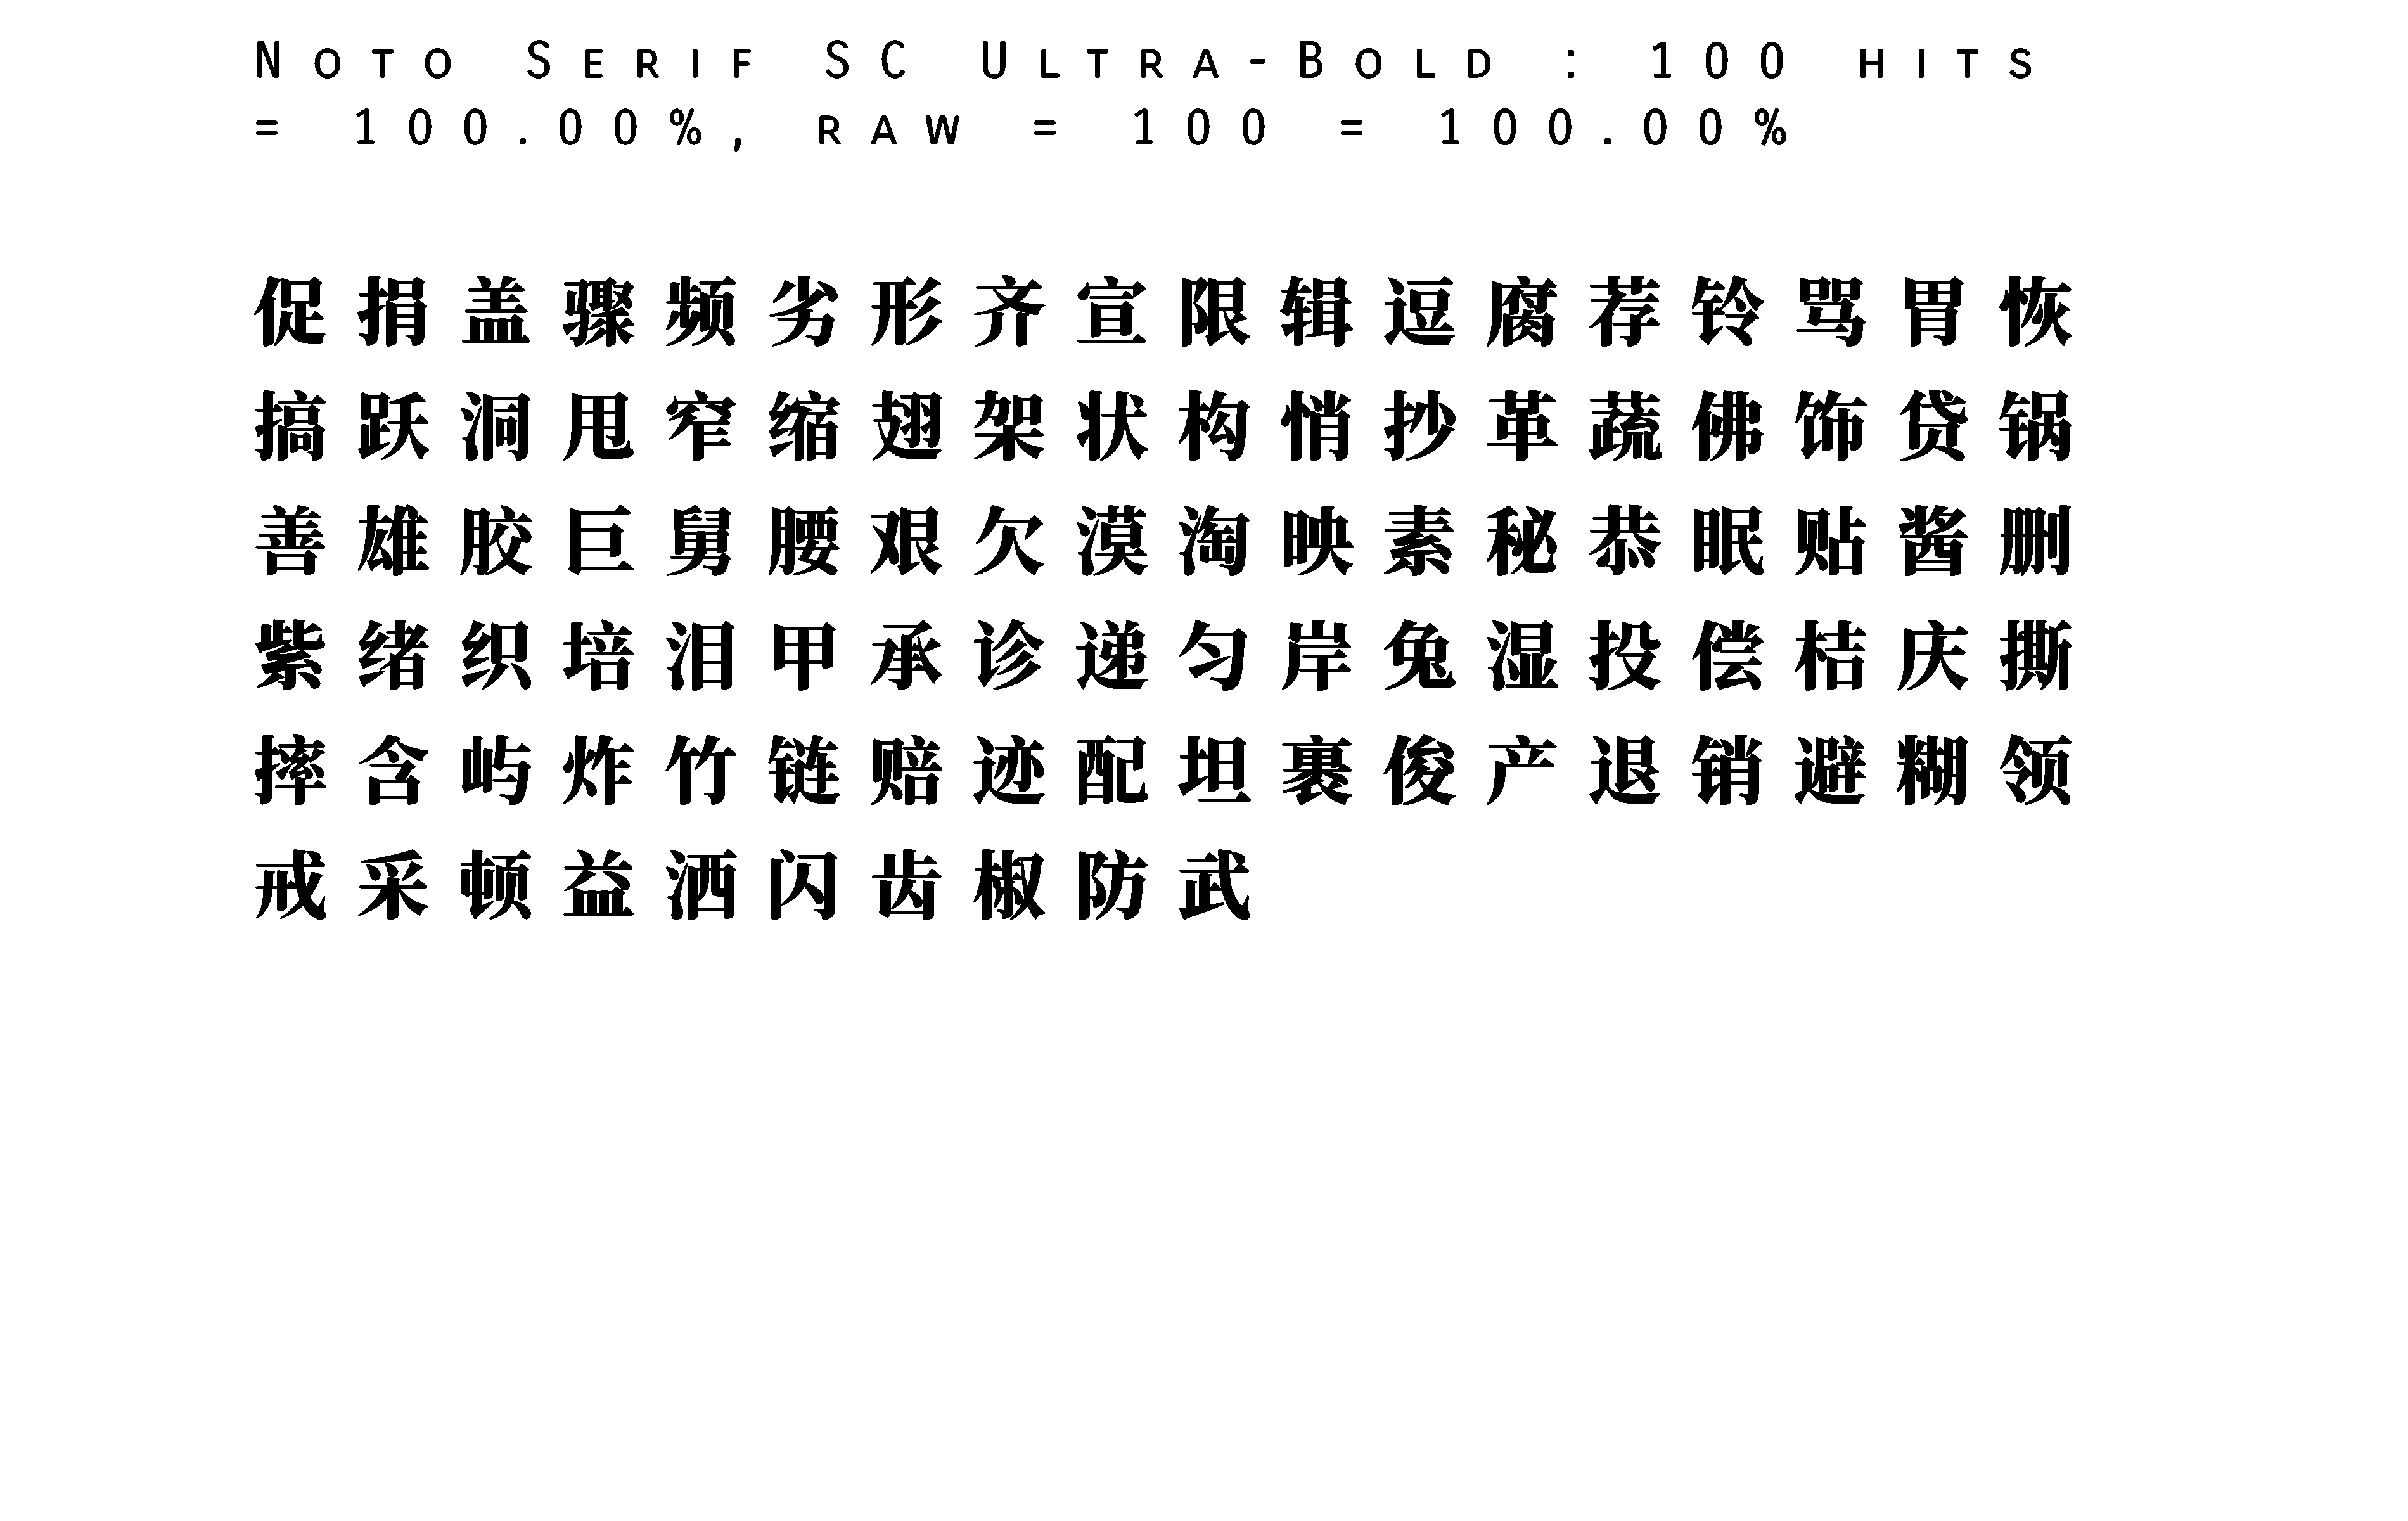 Noto Serif SC Ultra-Bold : 100 hits
= 100.00%, raw = 100 = 100.00%
促捐盖骤频劣形齐宣限辑逗腐荐铃骂胃恢
搞跃洞甩窄缩翅架状构悄抄革蔬佛饰贷锅
善雄胶巨舅腰艰欠漠淘映素秘恭眠贴酱删
紫绪织培泪甲承诊递匀岸兔湿投偿桔庆撕
摔含屿炸竹链赔迹配坦裹俊产退销避糊领
戒采顿益洒闪齿椒防武